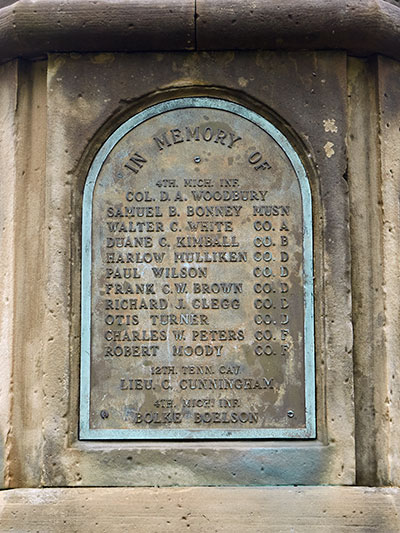 IN MEMORY OF
4TH. MICH. INF.
COL. D. A. WOODBURY
SAMUEL B. BONNEY MUSN
WALTER C. WHITE CO. A
DUANE C. KIMBALL CO. B
HARLOW MULLIKEN CO. D
PAUL WILSON CO. D
FRANK C.W. BROWN CO. D
RICHARD J. CLEGG CO. D
OTIS TURNER CO. D
CHARLES W. PETERS CO. F
ROBERT MOODY CO. F
12TH. TENN. CAV.
LIEU. C. CUNNINGHAM
4TH. MICH. INF.
BOLKE BOELSON